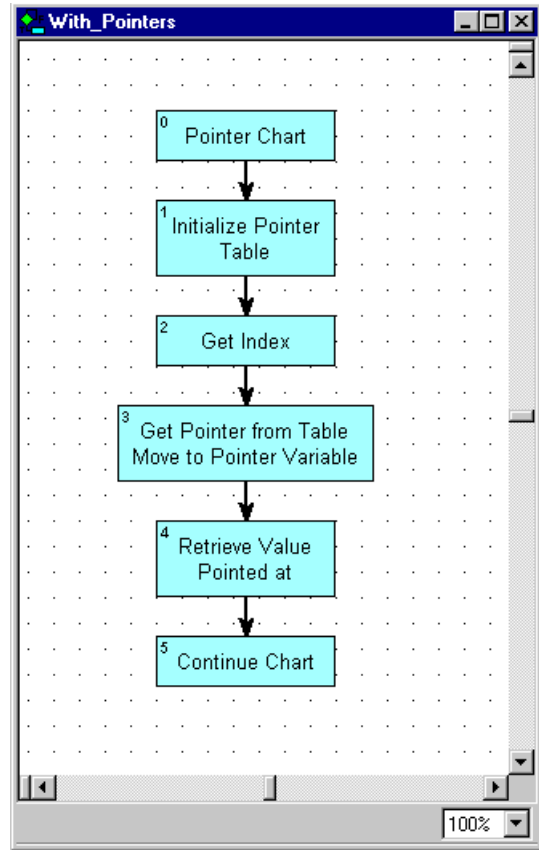 With_Pointers
0
Pointer Chart
1
Initialize Pointer
Table
2
Get Index
3
Get Pointer from Table
Move to Pointer Variable
4
Retrieve Value
Pointed at
5
Continue Chart
100%